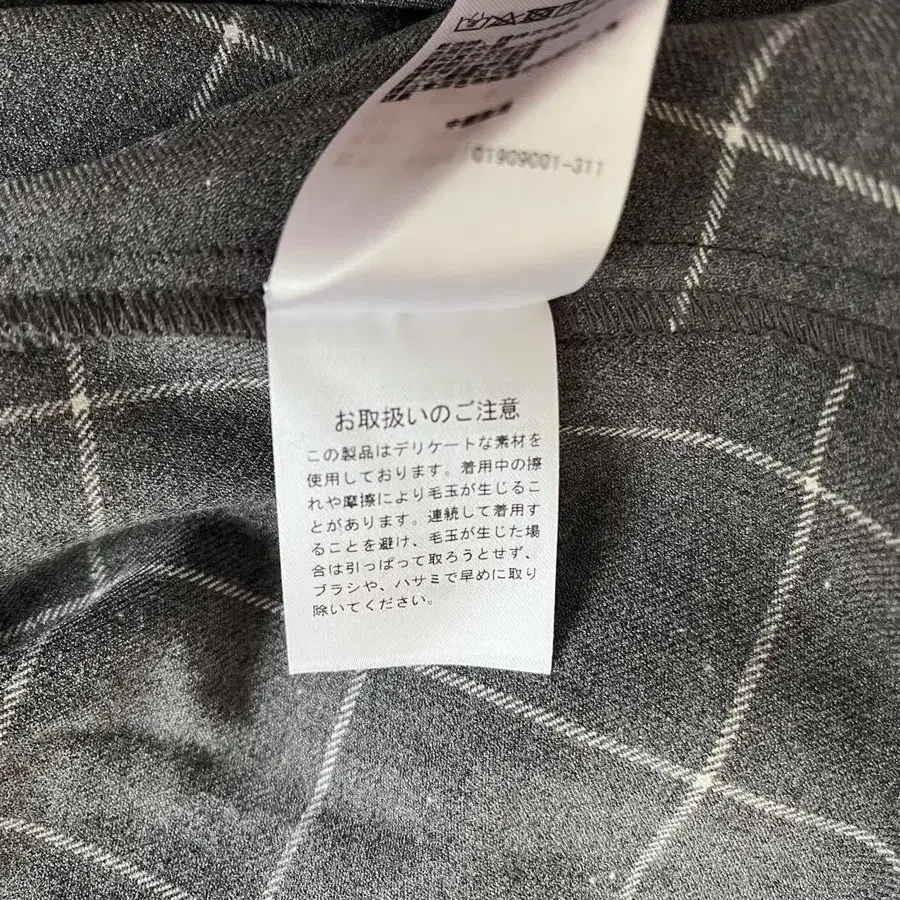 61909001-311
お取扱いのご注意
この製品はデリケートな素材を
使用しております。着用中の擦
れや摩擦により毛玉が生じるこ
とがあります。連続して着用す
ることを避け、毛玉が生じた場
合は引っぱって取ろうとせず、
ブラシや、ハサミで早めに取り
除いてください。